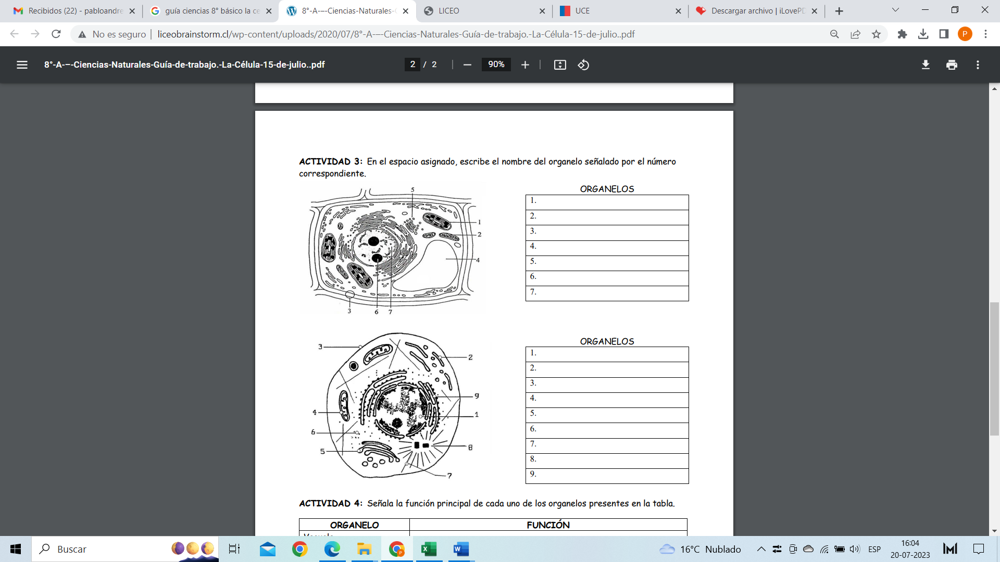 Recibidos (22) - pabloandre
guía ciencias 8° básico la ce
8°-A-–-Ciencias-Naturales-G
LICEO
UCE
Descargar archivo | iLovePD
No es seguro
liceobrainstorm.cl/wp-content/uploads/2020/07/8°-A-–-Ciencias-Naturales-Guía-de-trabajo.-La-Célula-15-de-julio..pdf
P
8°-A-–-Ciencias-Naturales-Guía-de-trabajo.-La-Célula-15-de-julio..pdf
2 / 2
90%
ACTIVIDAD 3: En el espacio asignado, escribe el nombre del organelo señalado por el número
correspondiente.
5
1
2
4
3
6
7
ORGANELOS
1.
2.
3.
4.
5.
6.
7.
3
2
9
4
1
6
8
5
7
ORGANELOS
1.
2.
3.
4.
5.
6.
7.
8.
9.
ACTIVIDAD 4: Señala la función principal de cada uno de los organelos presentes en la tabla.
ORGANELO
FUNCIÓN
Buscar
16°C Nublado
ESP
16:04
20-07-2023